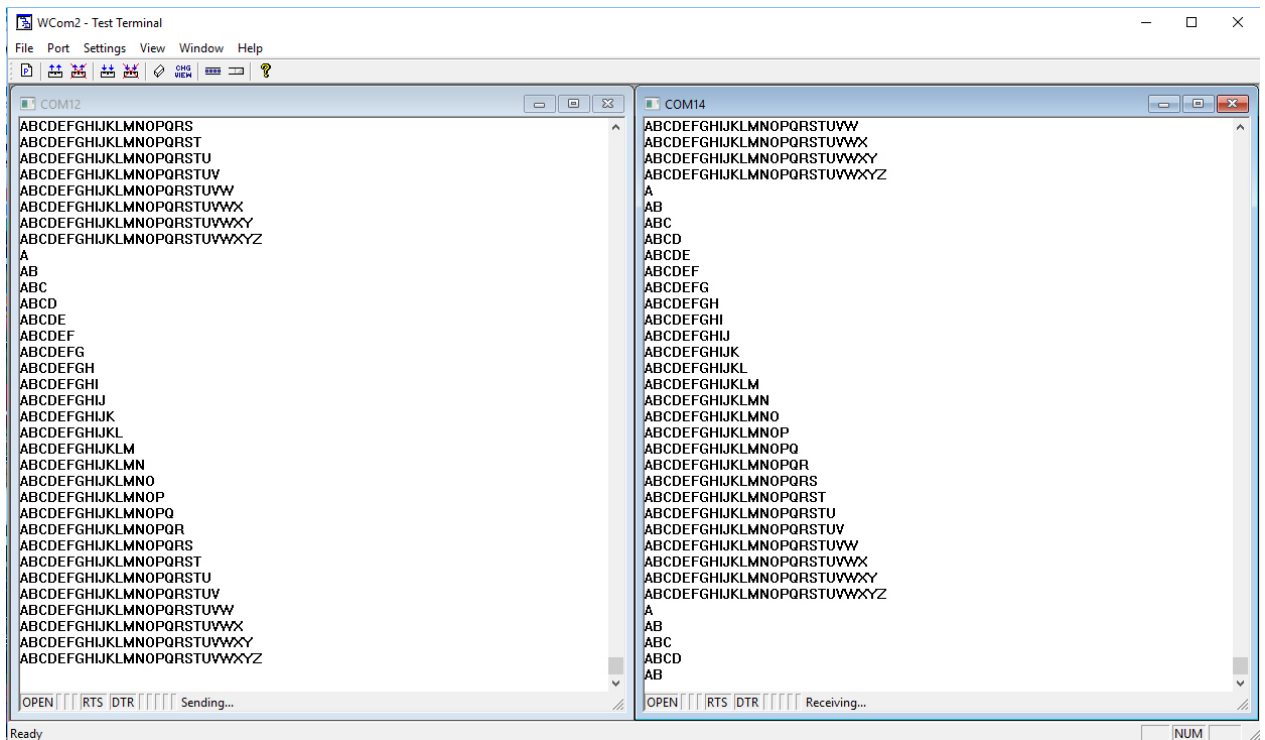 WCom2 - Test Terminal
File Port Settings View Window Help
P CHG VIEW ?
COM12
ABCDEFGHIJKLMNOPQRS
ABCDEFGHIJKLMNOPQRST
ABCDEFGHIJKLMNOPQRSTU
ABCDEFGHIJKLMNOPQRSTUV
ABCDEFGHIJKLMNOPQRSTUVW
ABCDEFGHIJKLMNOPQRSTUVWX
ABCDEFGHIJKLMNOPQRSTUVWXY
ABCDEFGHIJKLMNOPQRSTUVWXYZ
A
AB
ABC
ABCD
ABCDE
ABCDEF
ABCDEFG
ABCDEFGH
ABCDEFGHI
ABCDEFGHIJ
ABCDEFGHIJK
ABCDEFGHIJKL
ABCDEFGHIJKLM
ABCDEFGHIJKLMN
ABCDEFGHIJKLMNO
ABCDEFGHIJKLMNOP
ABCDEFGHIJKLMNOPQ
ABCDEFGHIJKLMNOPQR
ABCDEFGHIJKLMNOPQRS
ABCDEFGHIJKLMNOPQRST
ABCDEFGHIJKLMNOPQRSTU
ABCDEFGHIJKLMNOPQRSTUV
ABCDEFGHIJKLMNOPQRSTUVW
ABCDEFGHIJKLMNOPQRSTUVWX
ABCDEFGHIJKLMNOPQRSTUVWXY
ABCDEFGHIJKLMNOPQRSTUVWXYZ
OPEN RTS DTR Sending...
COM14
ABCDEFGHIJKLMNOPQRSTUVW
ABCDEFGHIJKLMNOPQRSTUVWX
ABCDEFGHIJKLMNOPQRSTUVWXY
ABCDEFGHIJKLMNOPQRSTUVWXYZ
A
AB
ABC
ABCD
ABCDE
ABCDEF
ABCDEFG
ABCDEFGH
ABCDEFGHI
ABCDEFGHIJ
ABCDEFGHIJK
ABCDEFGHIJKL
ABCDEFGHIJKLM
ABCDEFGHIJKLMN
ABCDEFGHIJKLMNO
ABCDEFGHIJKLMNOP
ABCDEFGHIJKLMNOPQ
ABCDEFGHIJKLMNOPQR
ABCDEFGHIJKLMNOPQRS
ABCDEFGHIJKLMNOPQRST
ABCDEFGHIJKLMNOPQRSTU
ABCDEFGHIJKLMNOPQRSTUV
ABCDEFGHIJKLMNOPQRSTUVW
ABCDEFGHIJKLMNOPQRSTUVWX
ABCDEFGHIJKLMNOPQRSTUVWXY
ABCDEFGHIJKLMNOPQRSTUVWXYZ
A
AB
ABC
ABCD
AB
OPEN RTS DTR Receiving...
Ready NUM